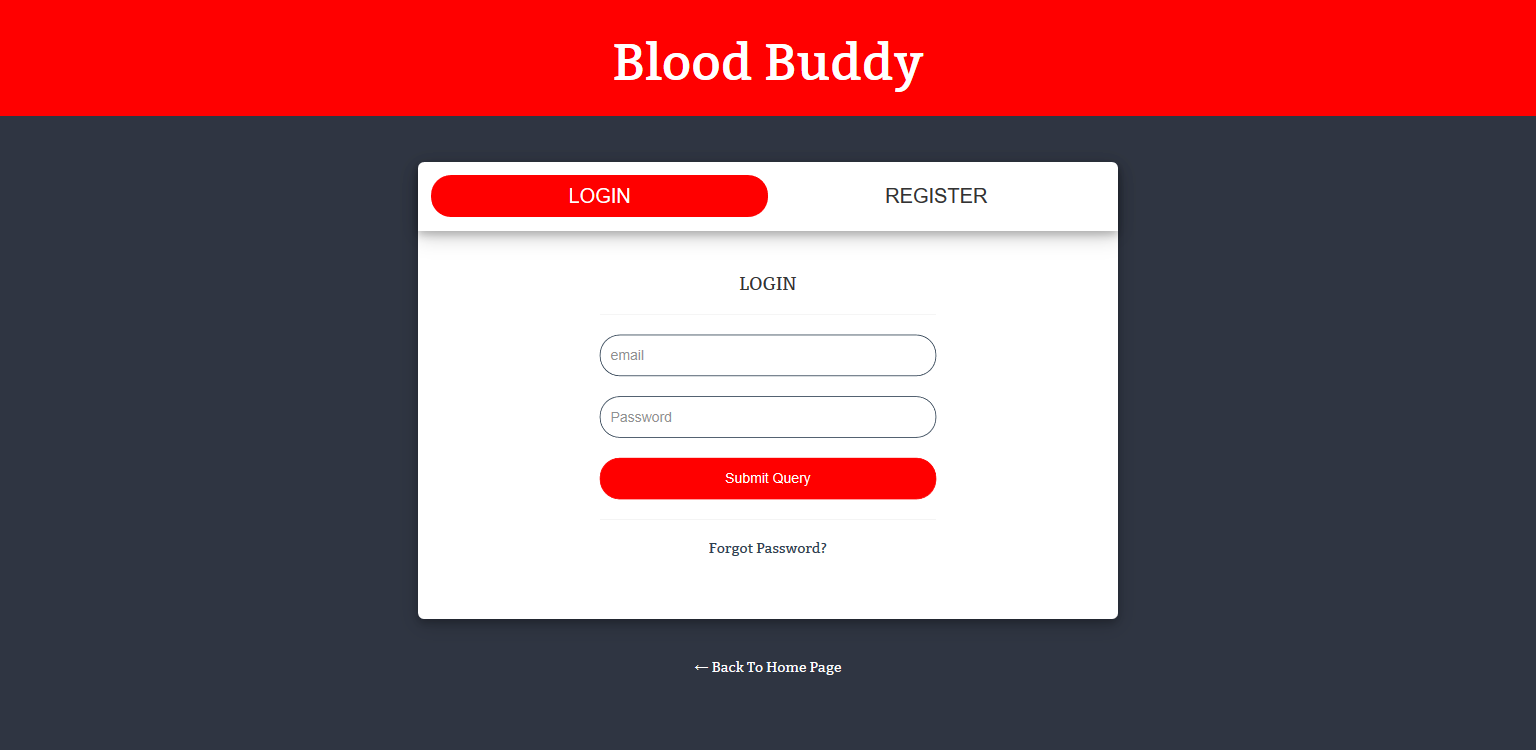 Blood Buddy
LOGIN
REGISTER
LOGIN
email
Password
Submit Query
Forgot Password?
← Back To Home Page